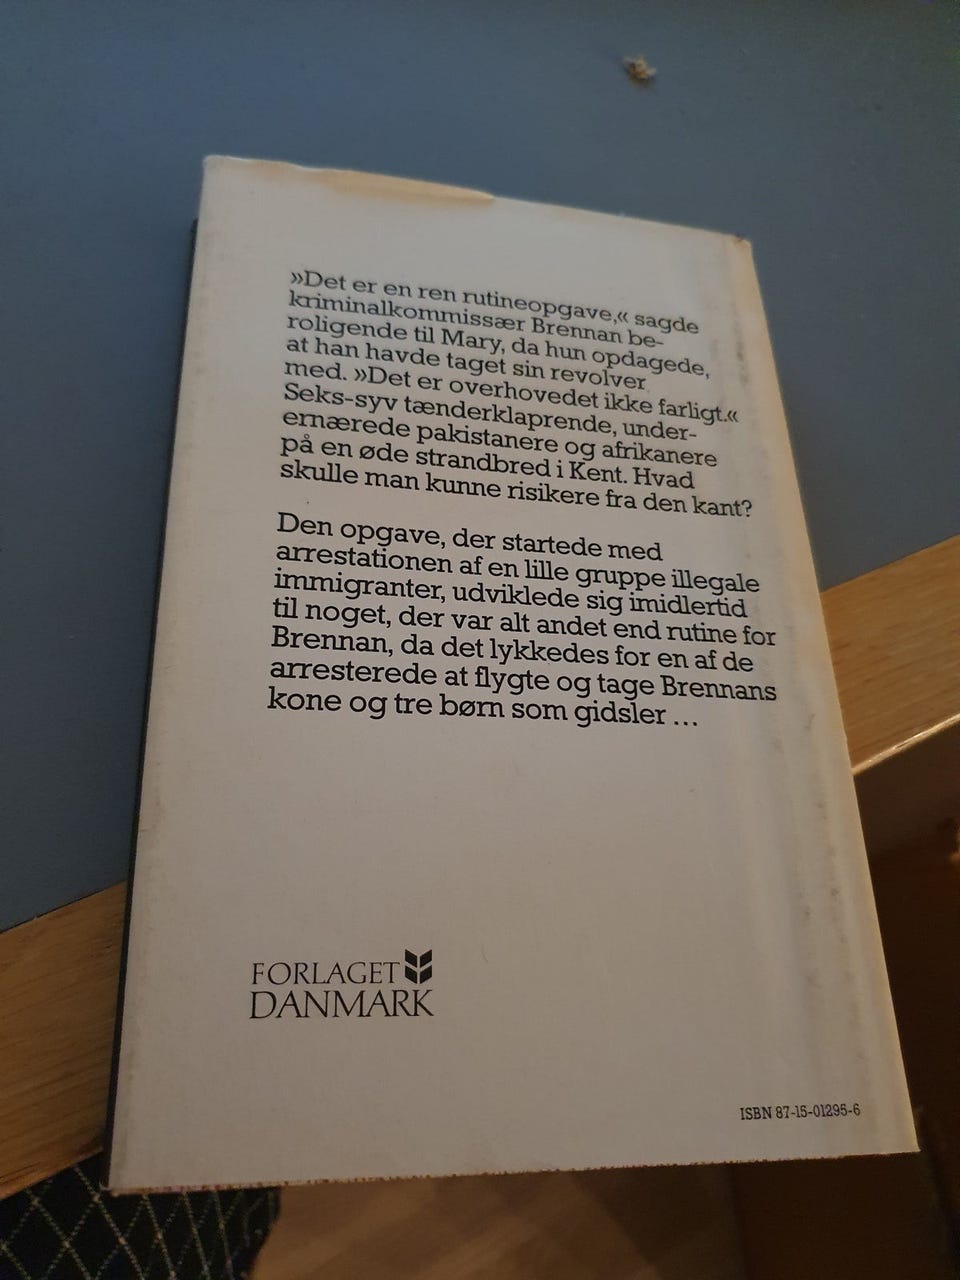 »Det er en ren rutineopgave,« sagde
kriminalkommissær Brennan be-
roligende til Mary, da hun opdagede,
at han havde taget sin revolver
med. »Det er overhovedet ikke farligt.«
Seks-syv tænderklaprende, under-
ernærede pakistanere og afrikanere
på en øde strandbred i Kent. Hvad
skulle man kunne risikere fra den kant?
Den opgave, der startede med
arrestationen af en lille gruppe illegale
immigranter, udviklede sig imidlertid
til noget, der var alt andet end rutine for
Brennan, da det lykkedes for en af de
arresterede at flygte og tage Brennans
kone og tre børn som gidsler ...
FORLAGET
DANMARK
ISBN 87-15-01295-6